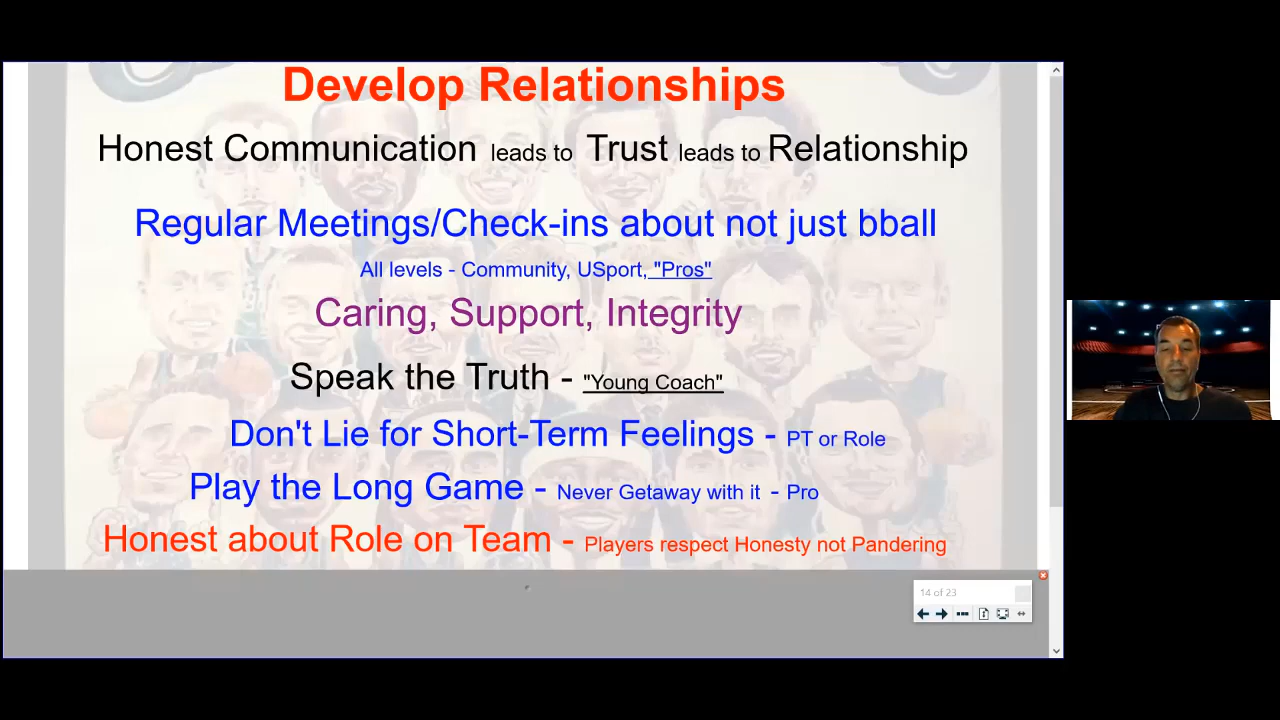 Develop Relationships
Honest Communication leads to Trust leads to Relationship
Regular Meetings/Check-ins about not just bball
All levels - Community, USport, "Pros"
Caring, Support, Integrity
Speak the Truth - "Young Coach"
Don't Lie for Short-Term Feelings - PT or Role
Play the Long Game - Never Getaway with it - Pro
Honest about Role on Team - Players respect Honesty not Pandering
14 of 23